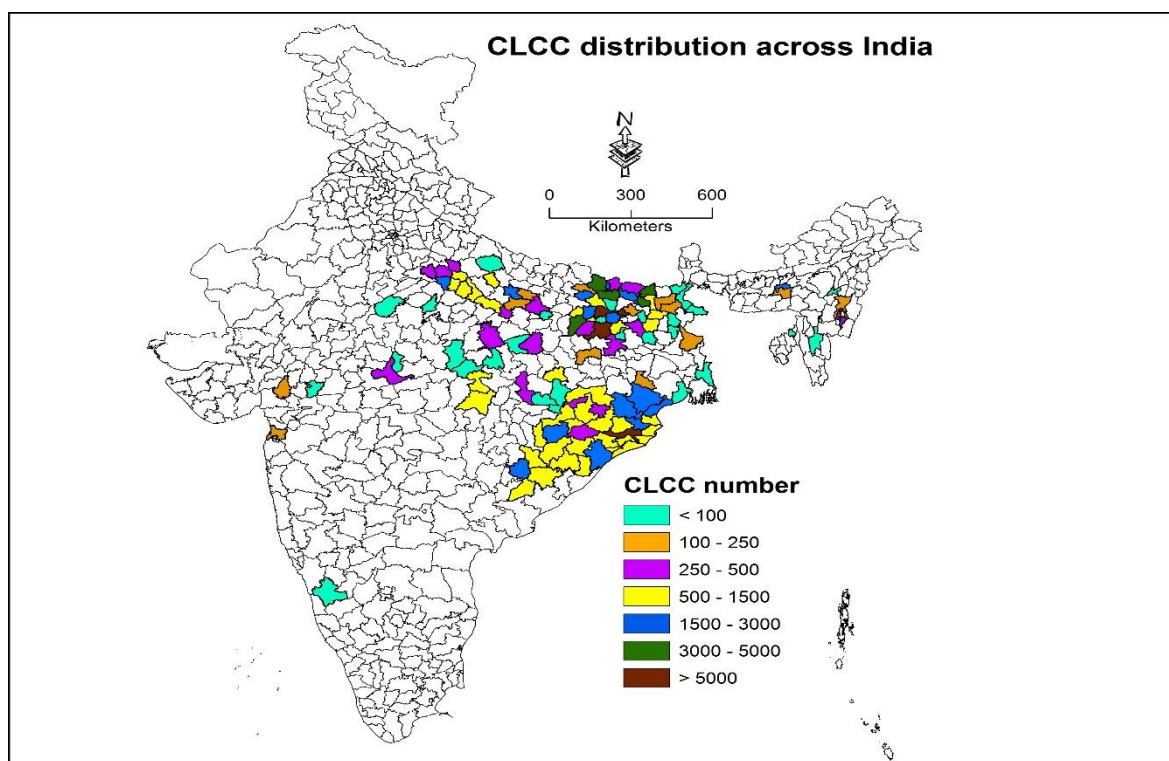 CLCC distribution across India
N
0 300 600
Kilometers
CLCC number
< 100
100 - 250
250 - 500
500 - 1500
1500 - 3000
3000 - 5000
> 5000